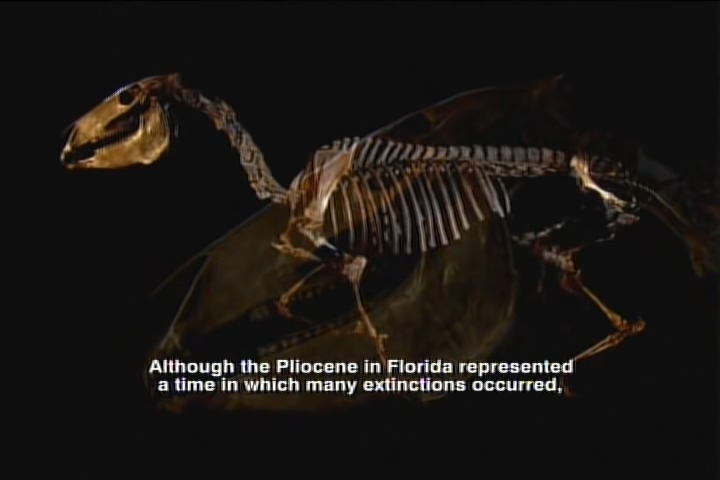 Although the Pliocene in Florida represented
a time in which many extinctions occurred,